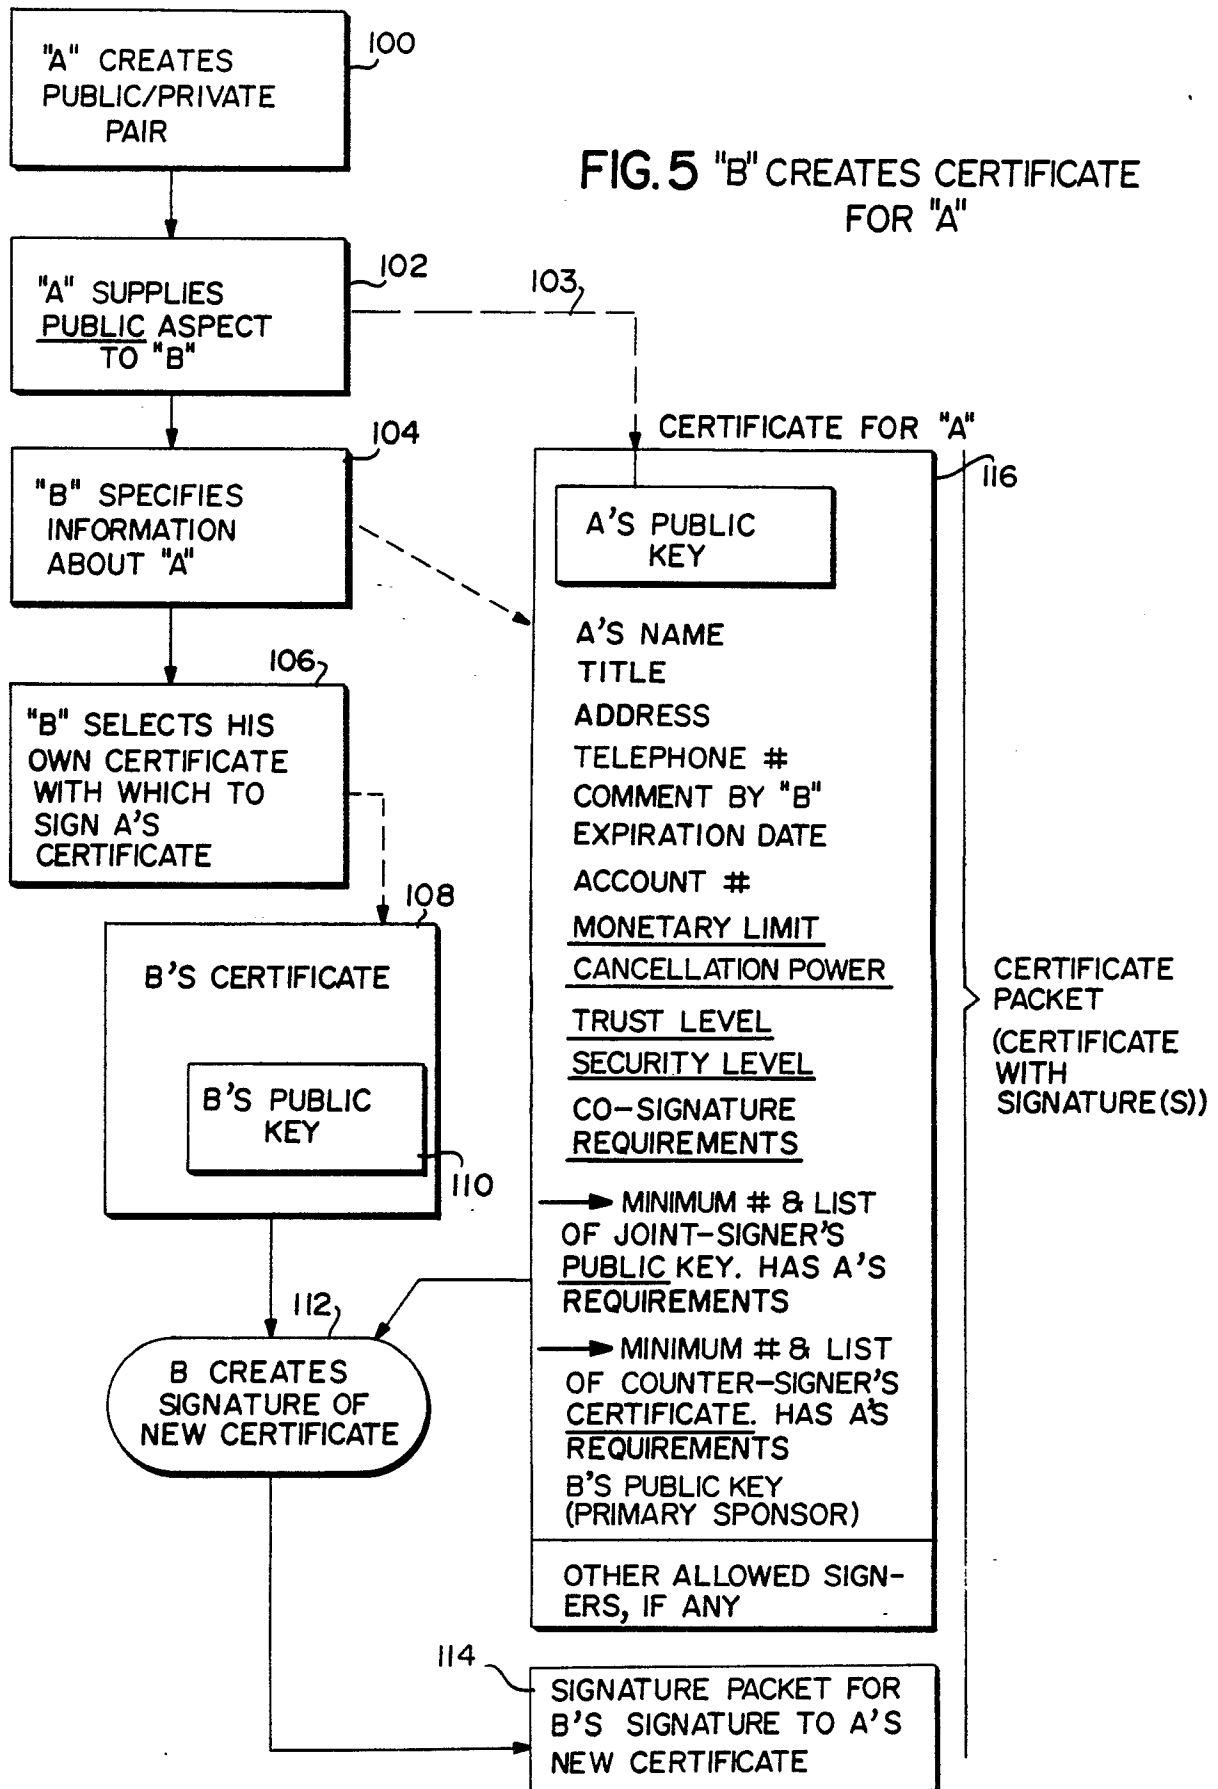 "A" CREATES
PUBLIC/PRIVATE
PAIR
100
FIG. 5 "B" CREATES CERTIFICATE
FOR "A"
"A" SUPPLIES
PUBLIC ASPECT
TO "B"
102
103
"B" SPECIFIES
INFORMATION
ABOUT "A"
104
"B" SELECTS HIS
OWN CERTIFICATE
WITH WHICH TO
SIGN A'S
CERTIFICATE
106
B'S CERTIFICATE
108
B'S PUBLIC
KEY
110
B CREATES
SIGNATURE OF
NEW CERTIFICATE
112
CERTIFICATE FOR "A"
116
A'S PUBLIC
KEY
A'S NAME
TITLE
ADDRESS
TELEPHONE #
COMMENT BY "B"
EXPIRATION DATE
ACCOUNT #
MONETARY LIMIT
CANCELLATION POWER
TRUST LEVEL
SECURITY LEVEL
CO-SIGNATURE
REQUIREMENTS
MINIMUM # & LIST
OF JOINT-SIGNER'S
PUBLIC KEY. HAS A'S
REQUIREMENTS
MINIMUM # & LIST
OF COUNTER-SIGNER'S
CERTIFICATE. HAS A'S
REQUIREMENTS
B'S PUBLIC KEY
(PRIMARY SPONSOR)
OTHER ALLOWED SIGN-
ERS, IF ANY
CERTIFICATE
PACKET
(CERTIFICATE
WITH
SIGNATURE(S))
114
SIGNATURE PACKET FOR
B'S SIGNATURE TO A'S
NEW CERTIFICATE